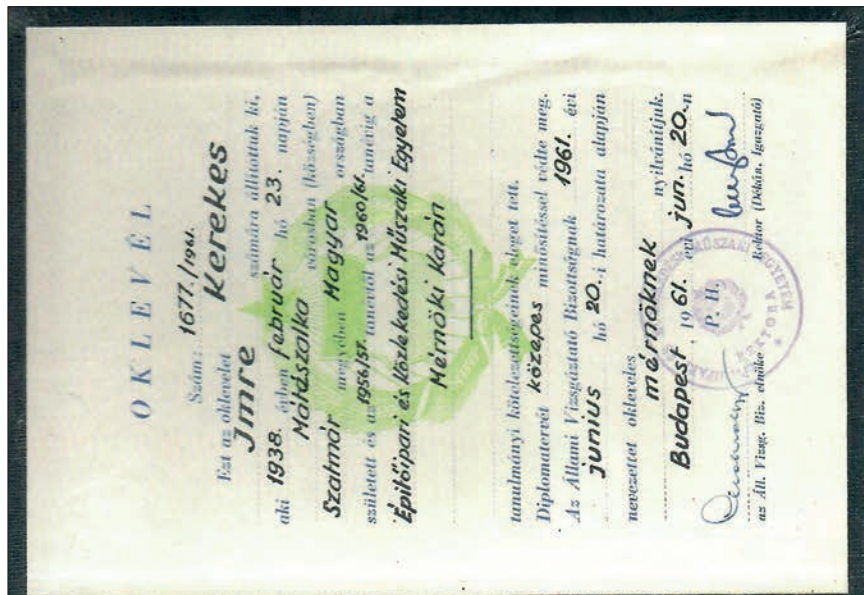 OKLEVÉL
Szám: 1677./1961.
Ezt az oklevelet
Imre Kerekes számára állítottuk ki,
aki 1938. évben február hó 23. napján
Mátészalka városban (községben)
Szatmár megyében Magyar országban
született és az 1956/57. tanévtől az 1960/61. tanévig a
Építőipari és Közlekedési Műszaki Egyetem
Mérnöki Karán
tanulmányi kötelezettségeinek eleget tett.
Diplomatervét közepes minősítéssel védte meg.
Az Állami Vizsgáztató Bizottságnak 1961. évi
június hó 20.-i határozata alapján
nevezettet okleveles
mérnöknek nyilvánítjuk.
Budapest, 1961. évi jun. hó 20.-n
P. H.
az Áll. Vizsg. Biz. elnöke Rektor (Dékán, Igazgató)